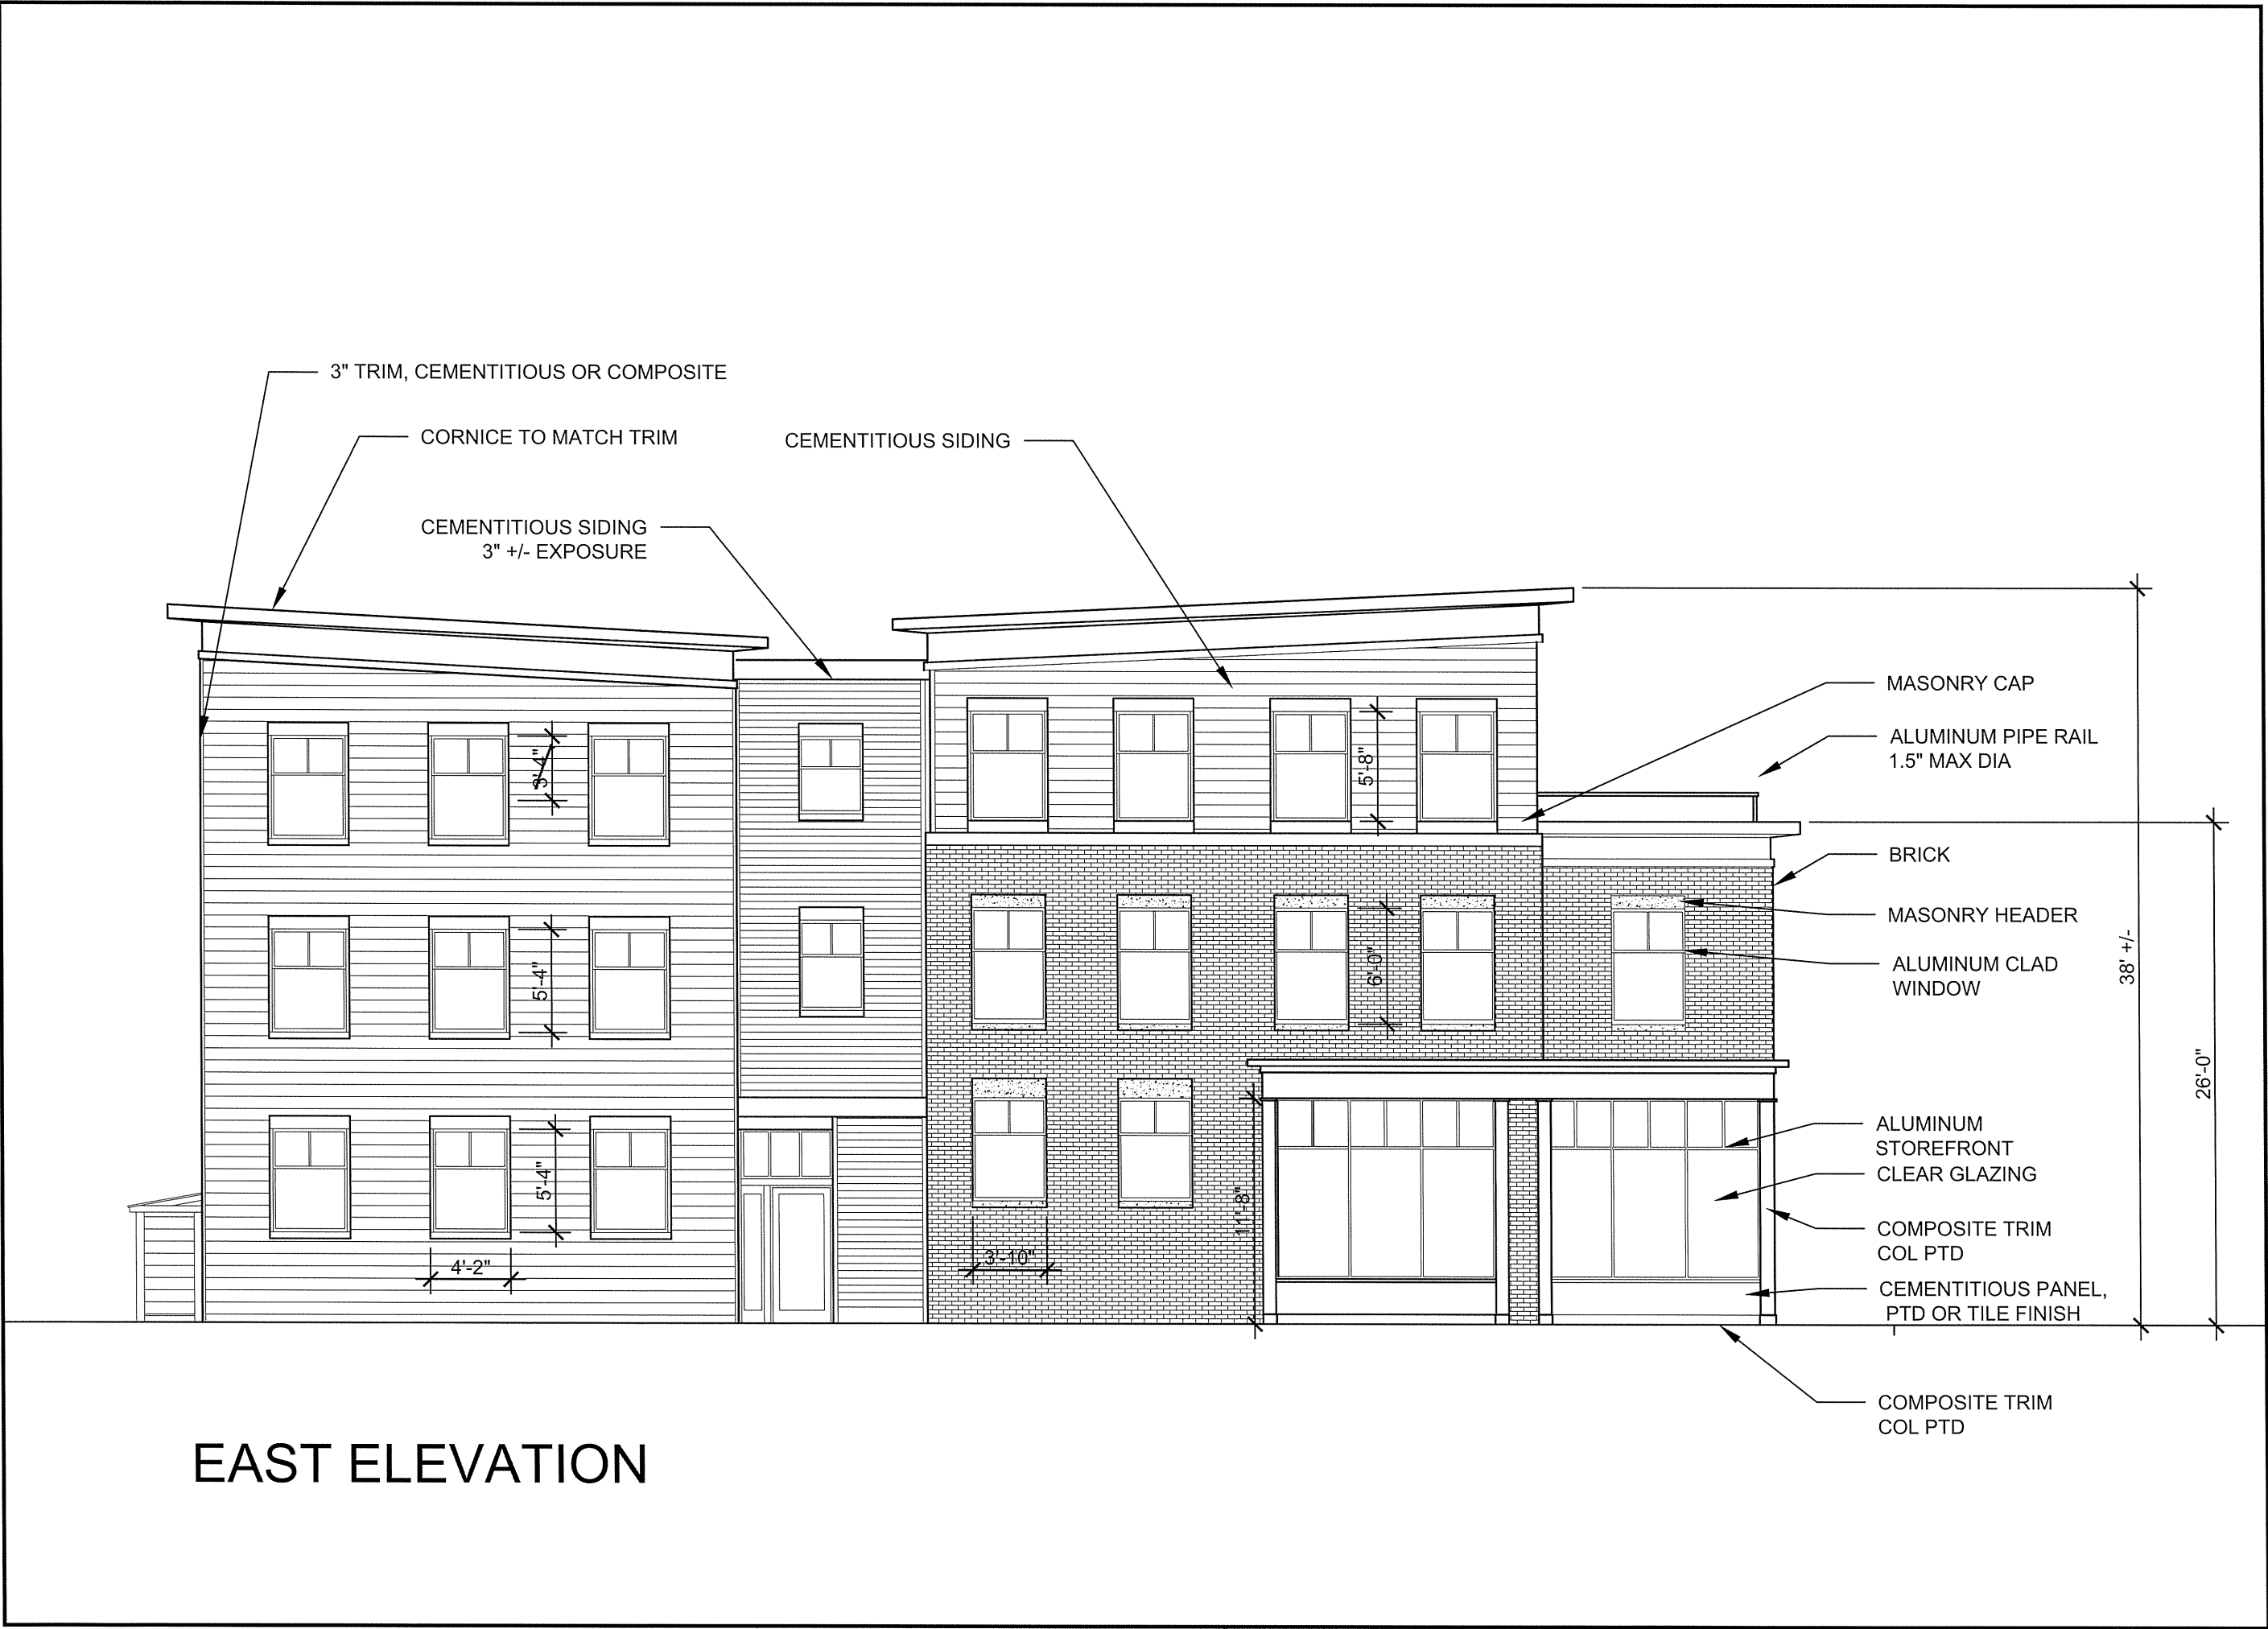 3" TRIM, CEMENTITIOUS OR COMPOSITE
CORNICE TO MATCH TRIM
CEMENTITIOUS SIDING
CEMENTITIOUS SIDING
3" +/- EXPOSURE
MASONRY CAP
ALUMINUM PIPE RAIL
1.5" MAX DIA
3'-4"
5'-8"
BRICK
MASONRY HEADER
ALUMINUM CLAD
WINDOW
5'-4"
6'-0"
38' +/-
26'-0"
ALUMINUM
STOREFRONT
CLEAR GLAZING
5'-4"
11'-8"
COMPOSITE TRIM
COL PTD
4'-2"
3'-10"
CEMENTITIOUS PANEL,
PTD OR TILE FINISH
COMPOSITE TRIM
COL PTD
EAST ELEVATION